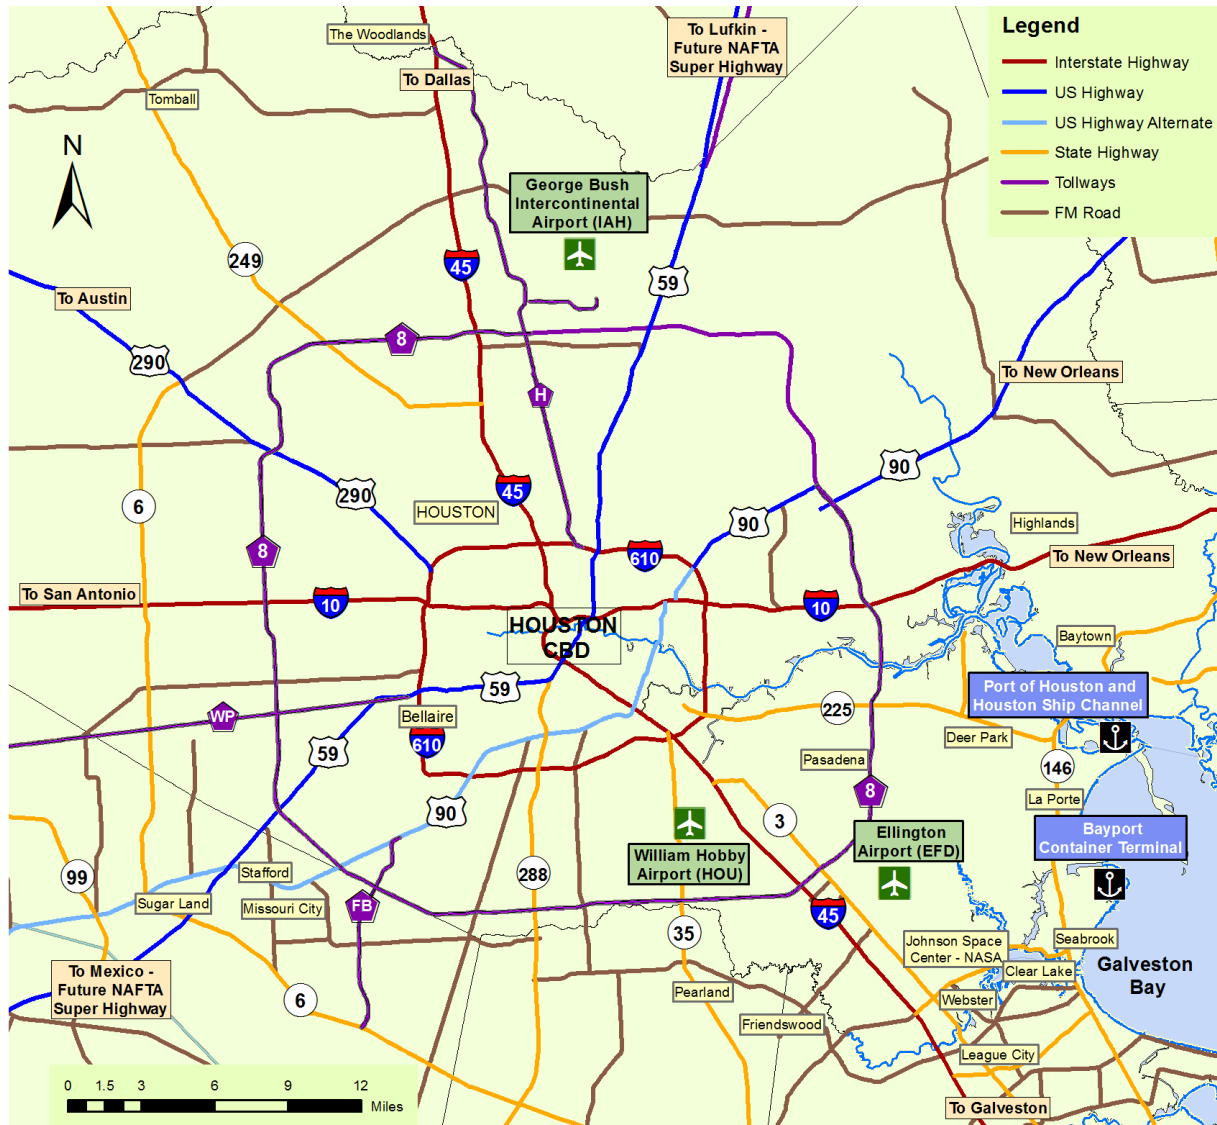 The Woodlands
To Dallas
Tomball
N
To Lufkin -
Future NAFTA
Super Highway
Legend
Interstate Highway
US Highway
US Highway Alternate
State Highway
Tollways
FM Road
George Bush
Intercontinental
Airport (IAH)
249
45
59
To Austin
290
8
H
To New Orleans
6
290
45
HOUSTON
90
90
Highlands
8
610
To New Orleans
To San Antonio
10
10
HOUSTON
CBD
Baytown
Port of Houston and
Houston Ship Channel
59
WP
Bellaire
610
225
Deer Park
59
Pasadena
146
La Porte
8
90
3
William Hobby
Airport (HOU)
Ellington
Airport (EFD)
Bayport
Container Terminal
99
Stafford
288
Sugar Land
Missouri City
FB
45
35
Johnson Space
Center - NASA
Seabrook
Clear Lake
Galveston
Bay
To Mexico -
Future NAFTA
Super Highway
6
Pearland
Webster
Friendswood
League City
To Galveston
0 1.5 3 6 9 12
Miles